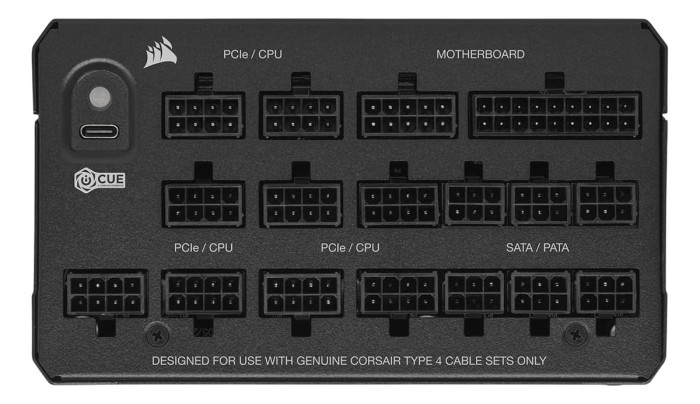 PCIe / CPU
MOTHERBOARD
iCUE
PCIe / CPU
PCIe / CPU
SATA / PATA
DESIGNED FOR USE WITH GENUINE CORSAIR TYPE 4 CABLE SETS ONLY